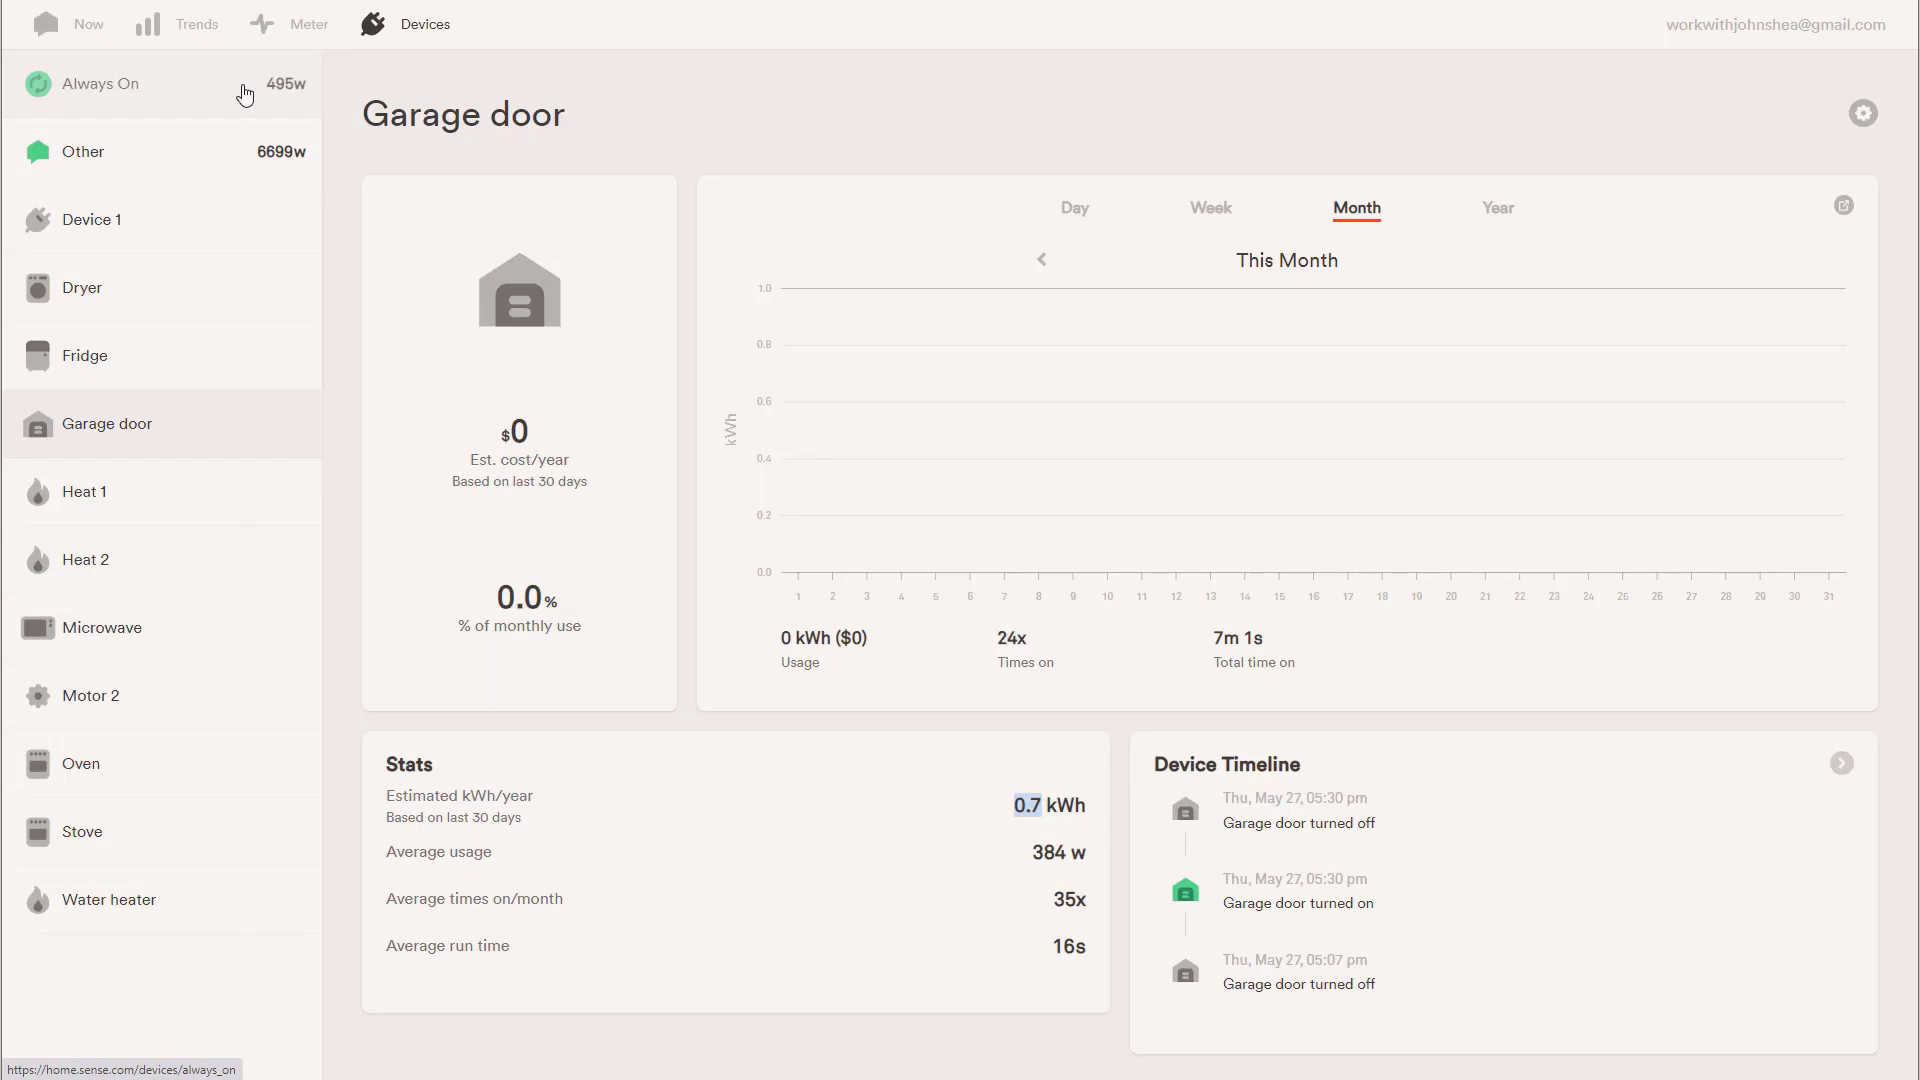 Now
Trends
Meter
Devices
workwithjohnshea@gmail.com
Always On
495w
Other
6699w
Device 1
Dryer
Fridge
Garage door
Heat 1
Heat 2
Microwave
Motor 2
Oven
Stove
Water heater
https://home.sense.com/devices/always_on
Garage door
$0
Est. cost/year
Based on last 30 days
0.0%
% of monthly use
Day
Week
Month
Year
This Month
1.0
0.8
0.6
0.4
0.2
0.0
kWh
1 2 3 4 5 6 7 8 9 10 11 12 13 14 15 16 17 18 19 20 21 22 23 24 25 26 27 28 29 30 31
0 kWh ($0)
Usage
24x
Times on
7m 1s
Total time on
Stats
Estimated kWh/year
Based on last 30 days
0.7 kWh
Average usage
384 w
Average times on/month
35x
Average run time
16s
Device Timeline
Thu, May 27, 05:30 pm
Garage door turned off
Thu, May 27, 05:30 pm
Garage door turned on
Thu, May 27, 05:07 pm
Garage door turned off